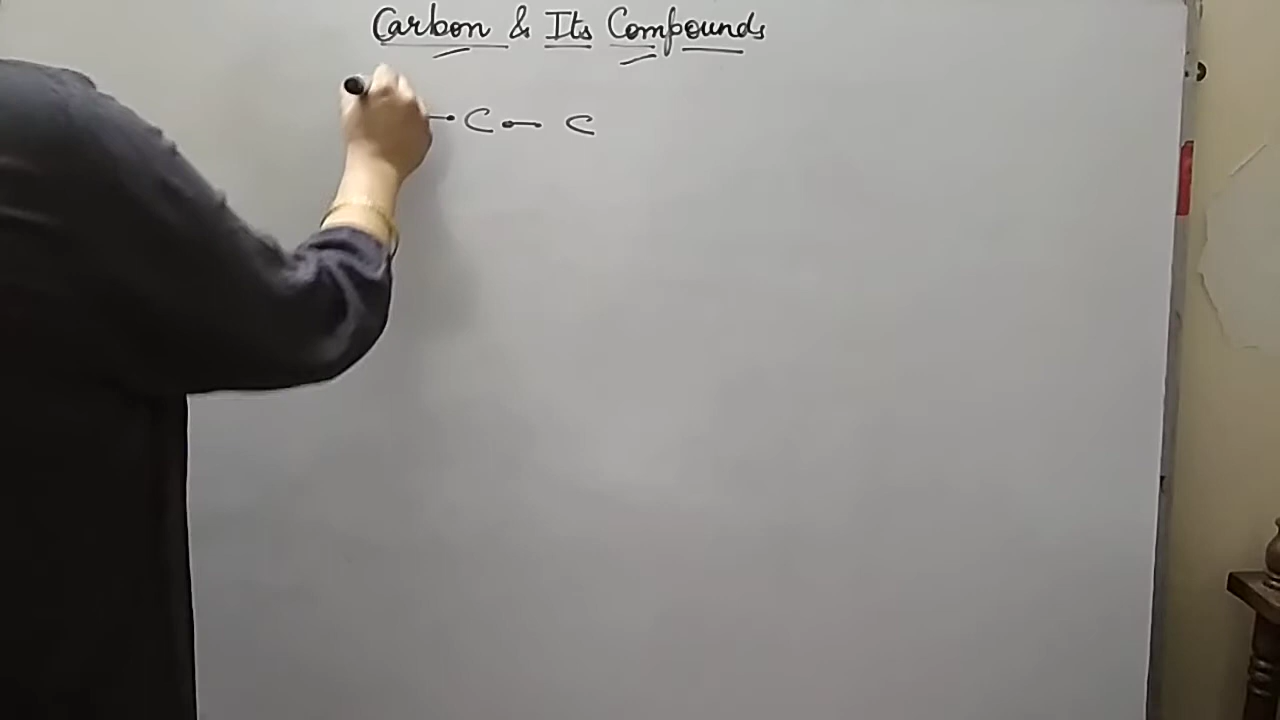 Carbon & Its Compounds
— C — C